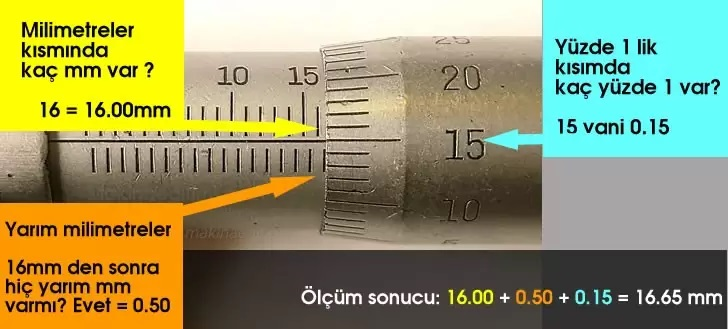 Milimetreler
kısmında
kaç mm var ?
16 = 16.00mm
10 15
25
20
15
10
Yüzde 1 lik
kısımda
kaç yüzde 1 var?
15 vani 0.15
Yarım milimetreler
16mm den sonra
hiç yarım mm
varmı? Evet = 0.50
Ölçüm sonucu: 16.00 + 0.50 + 0.15 = 16.65 mm